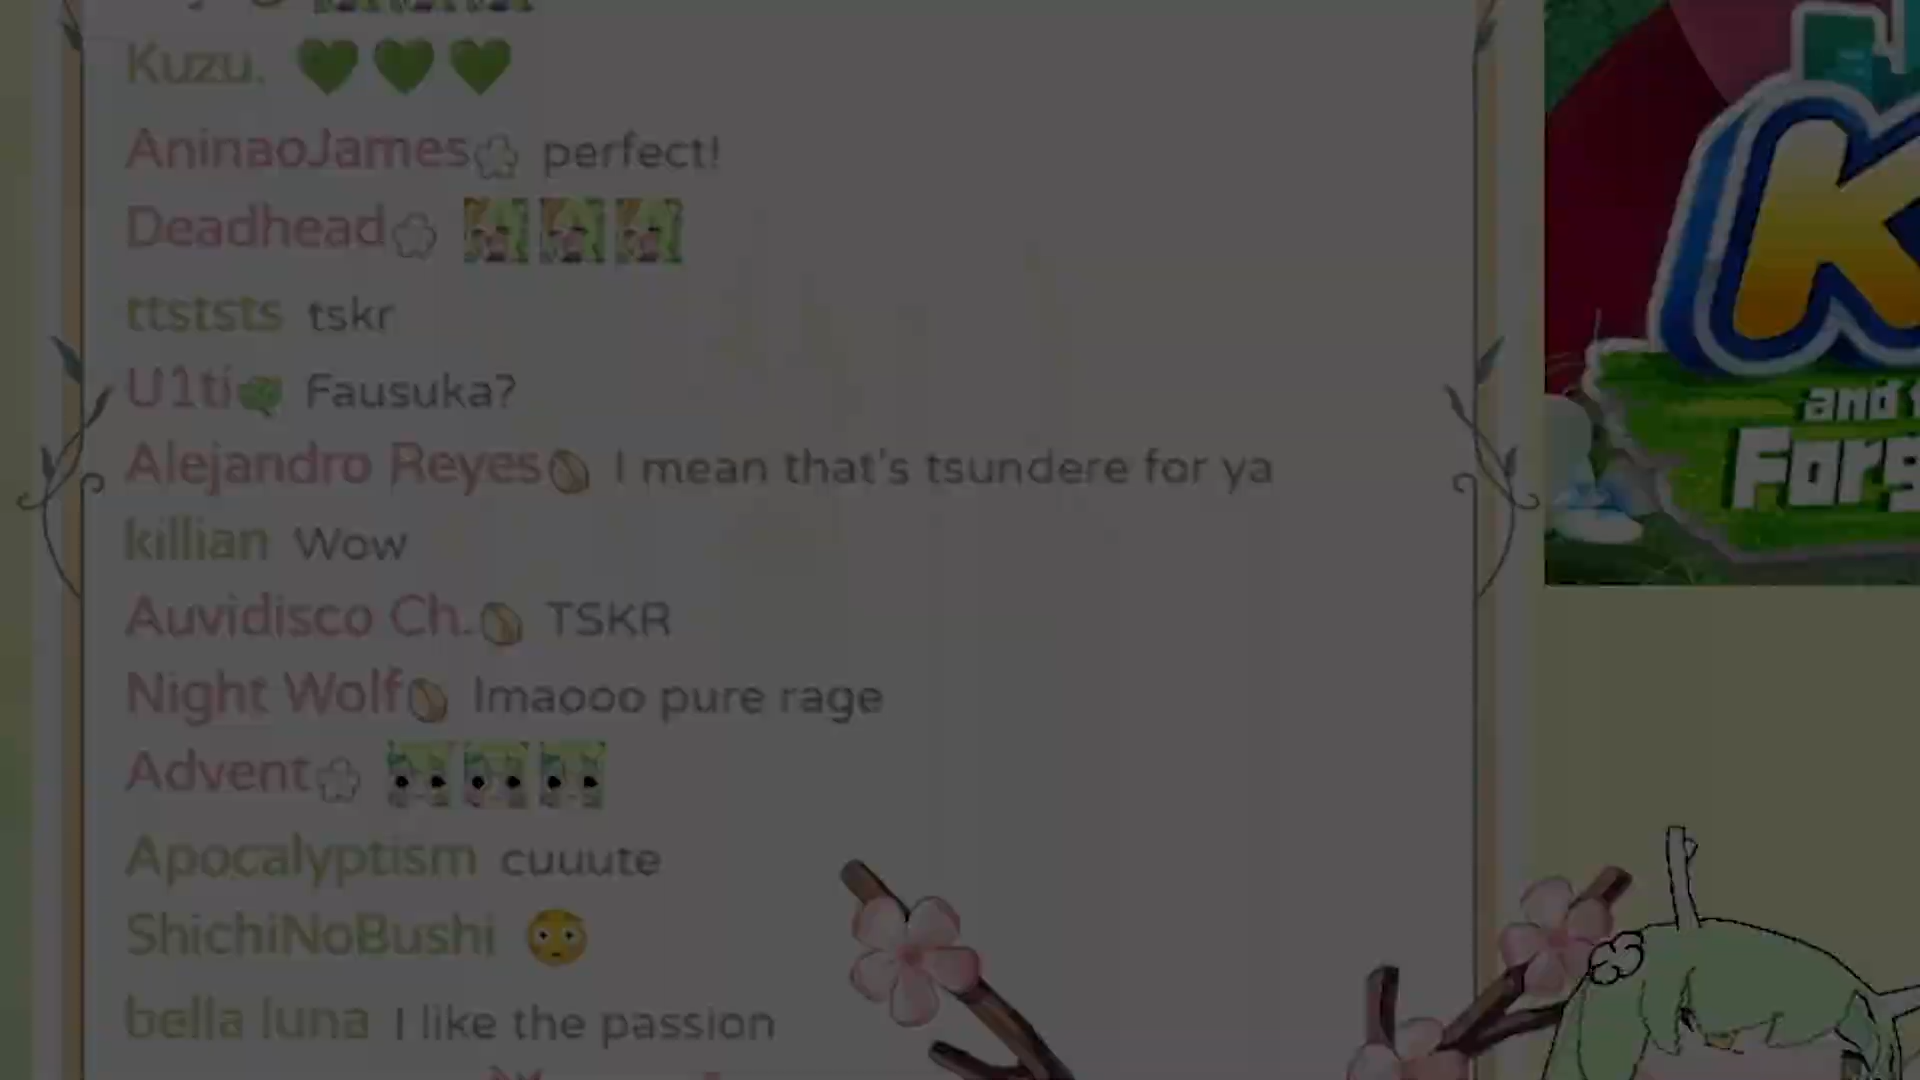 Kuzu. 💚 💚 💚
AninaoJames perfect!
Deadhead
ttststs tskr
U1ti Fausuka?
Alejandro Reyes I mean that's tsundere for ya
killian Wow
Auvidisco Ch. TSKR
Night Wolf lmaooo pure rage
Advent
Apocalyptism cuuute
ShichiNoBushi 😳
bella luna I like the passion
K
and
Forg